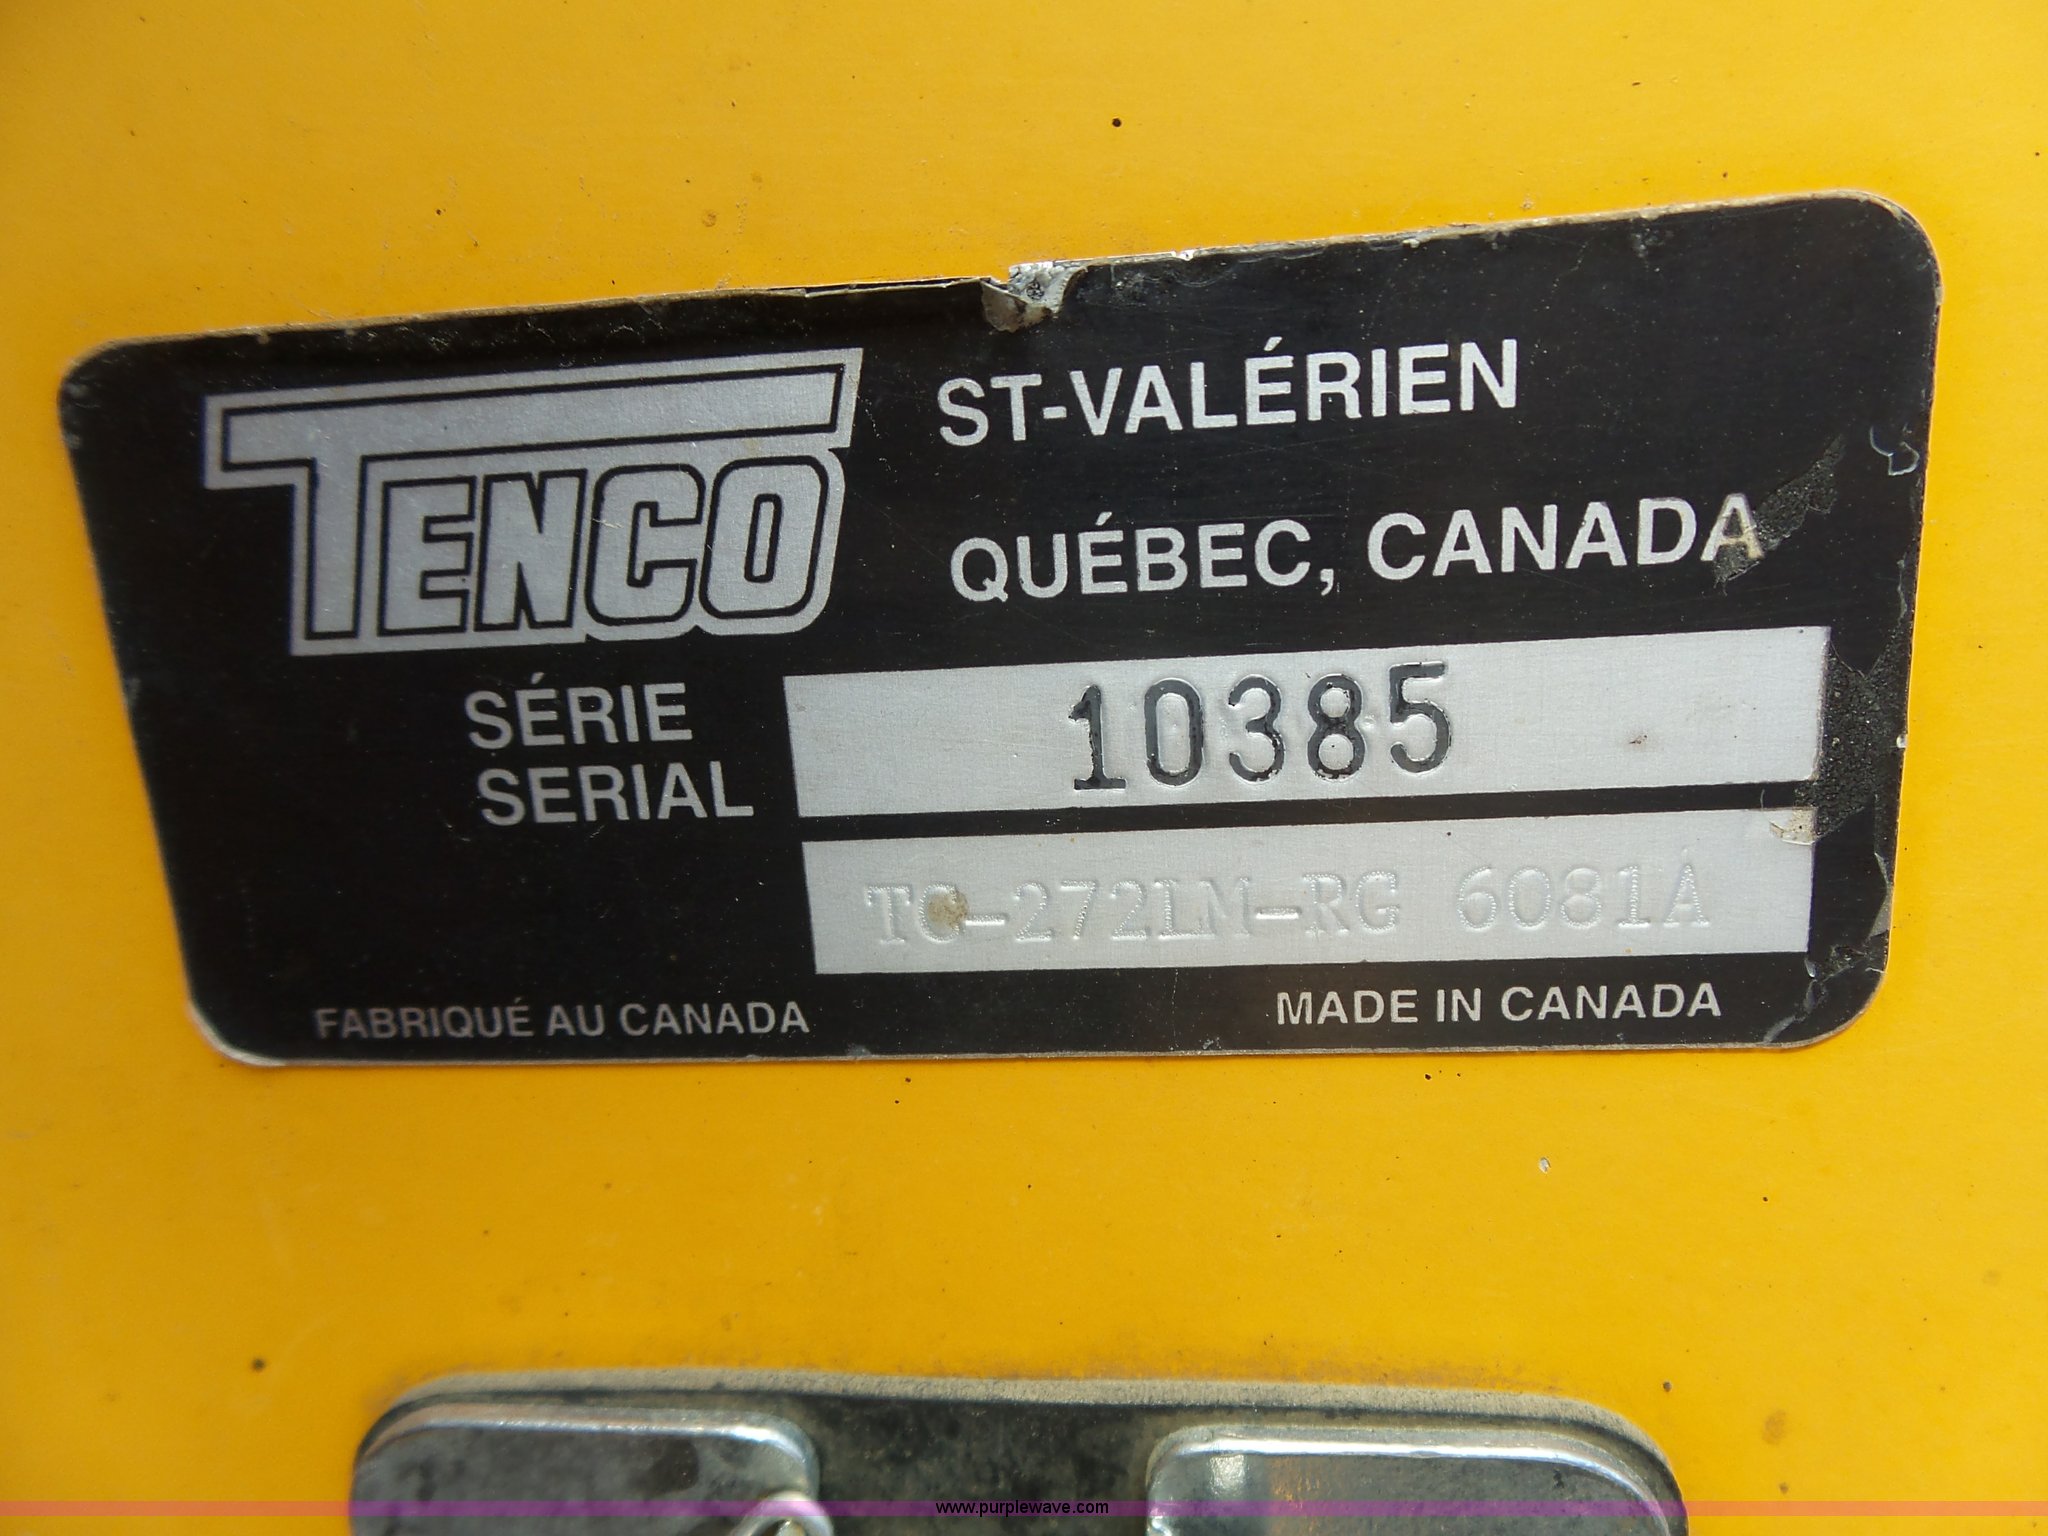 TENCO
ST-VALÉRIEN
QUÉBEC, CANADA
SÉRIE
SERIAL
10385
TC-272LM-RG 6081A
FABRIQUÉ AU CANADA
MADE IN CANADA
www.purplewave.com